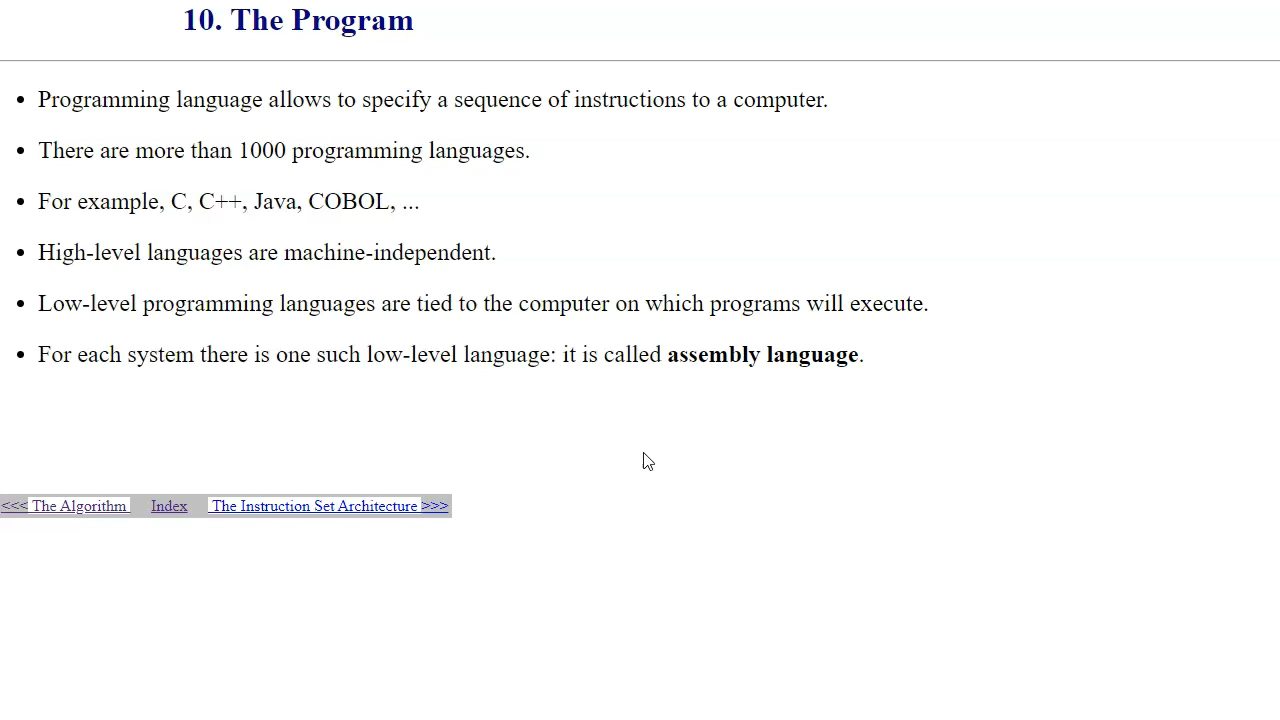 10. The Program
Programming language allows to specify a sequence of instructions to a computer.
There are more than 1000 programming languages.
For example, C, C++, Java, COBOL, ...
High-level languages are machine-independent.
Low-level programming languages are tied to the computer on which programs will execute.
For each system there is one such low-level language: it is called assembly language.
<<< The Algorithm Index The Instruction Set Architecture >>>